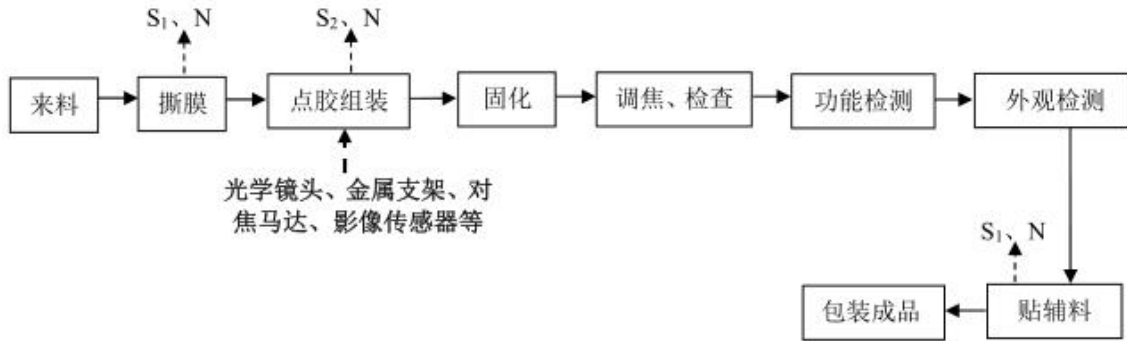 S₁、N
S₂、N
来料
撕膜
点胶组装
固化
调焦、检查
功能检测
外观检测
光学镜头、金属支架、对
焦马达、影像传感器等
S₁、N
包装成品
贴辅料